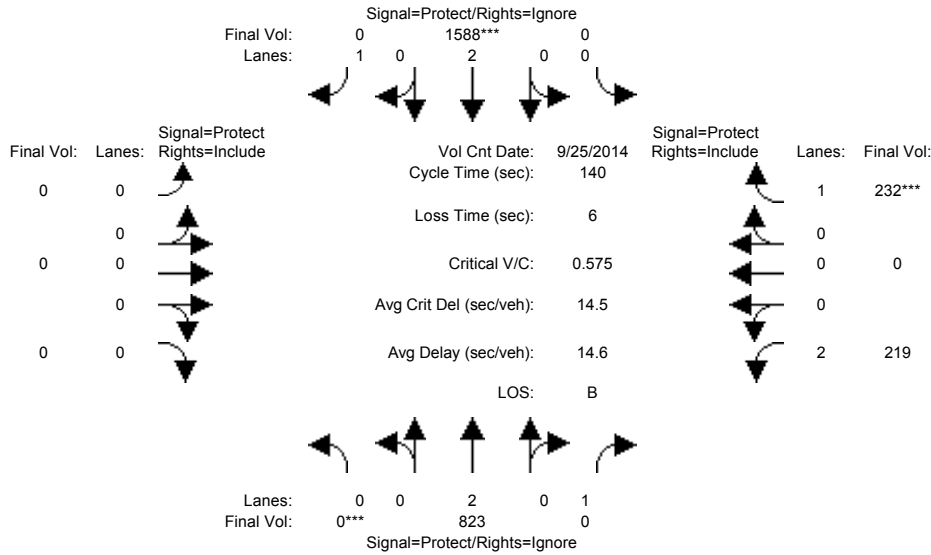 Signal=Protect/Rights=Ignore
Final Vol: 0 1588*** 0
Lanes: 1 0 2 0 0
Signal=Protect Signal=Protect
Final Vol: Lanes: Rights=Include Vol Cnt Date: 9/25/2014 Rights=Include Lanes: Final Vol:
Cycle Time (sec): 140
0 0 1 232***
Loss Time (sec): 6
0 0
0 0 Critical V/C: 0.575 0 0
0 Avg Crit Del (sec/veh): 14.5 0
0 0 Avg Delay (sec/veh): 14.6 2 219
LOS: B
Lanes: 0 0 2 0 1
Final Vol: 0*** 823 0
Signal=Protect/Rights=Ignore